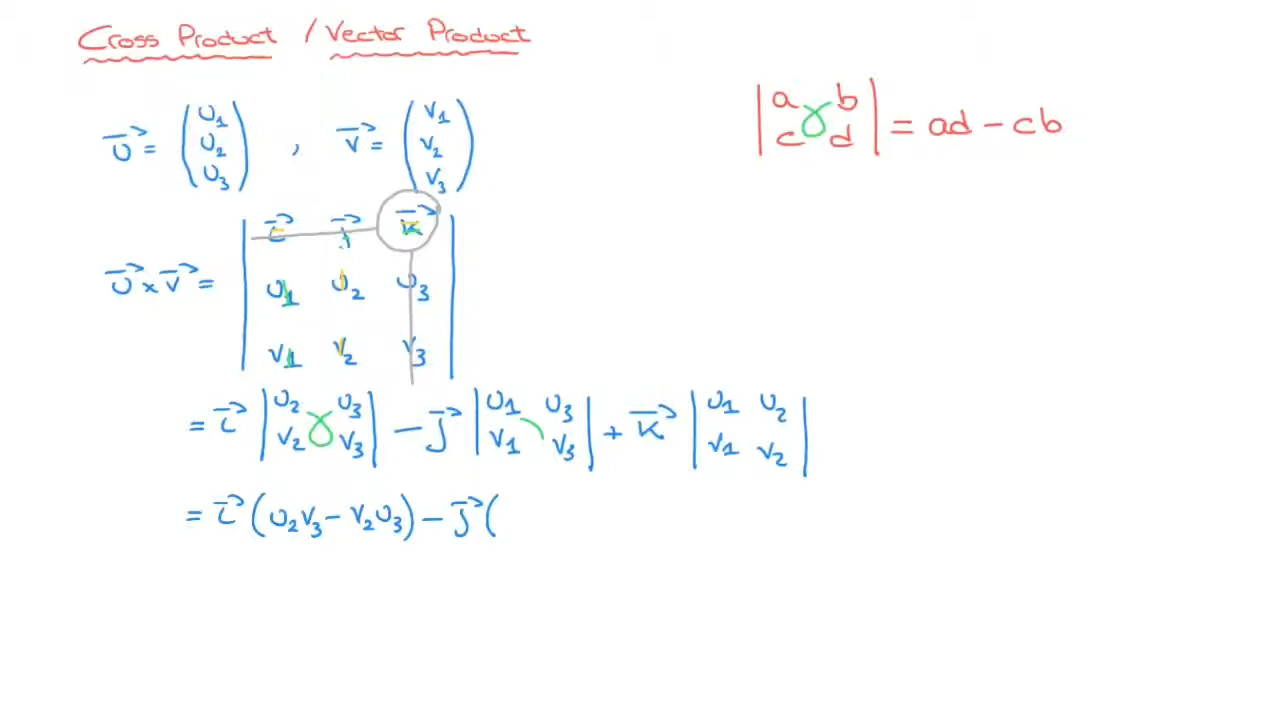 Cross Product / Vector Product
U⃗ = (U₁ U₂ U₃) , V⃗ = (V₁ V₂ V₃)
|a b; c d| = ad - cb
U⃗ × V⃗ = |i⃗ j⃗ k⃗; U₁ U₂ U₃; V₁ V₂ V₃|
= i⃗ |U₂ U₃; V₂ V₃| - j⃗ |U₁ U₃; V₁ V₃| + k⃗ |U₁ U₂; V₁ V₂|
= i⃗ (U₂V₃ - V₂U₃) - j⃗ (